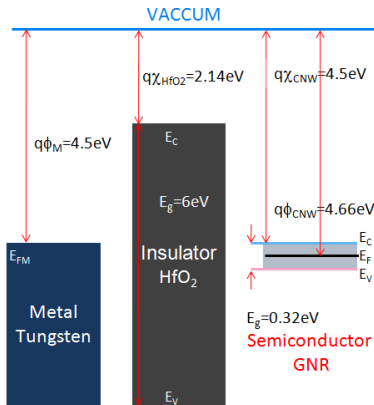 VACCUM
qχHfO2=2.14eV
qχCNW=4.5eV
qϕM=4.5eV
EC
Eg=6eV
qϕCNW=4.66eV
EFM
Insulator
HfO2
EC
EF
EV
Metal
Tungsten
Eg=0.32eV
Semiconductor
GNR
EV